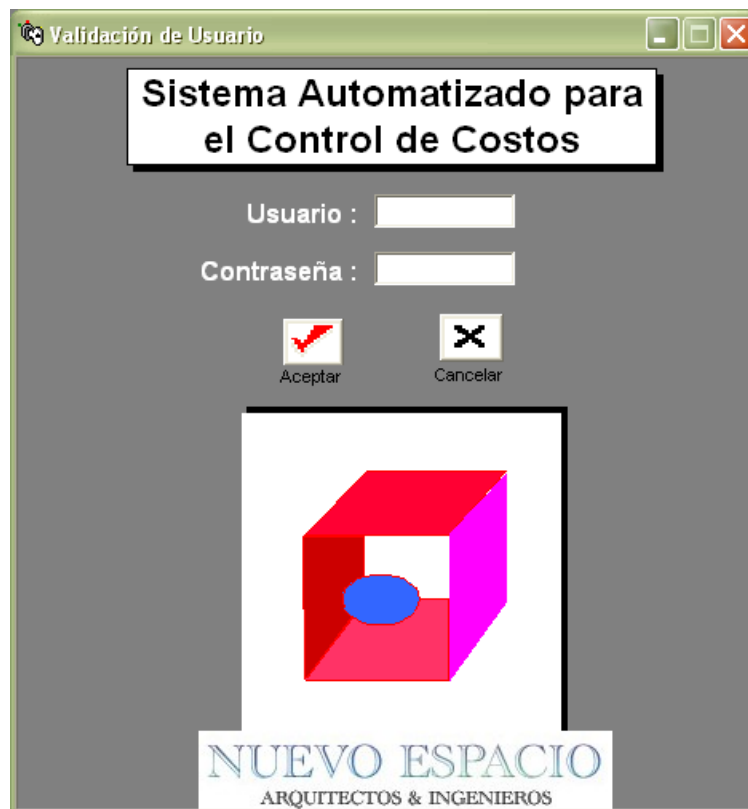 Validación de Usuario
Sistema Automatizado para
el Control de Costos
Usuario :
Contraseña :
Aceptar
Cancelar
NUEVO ESPACIO
ARQUITECTOS & INGENIEROS